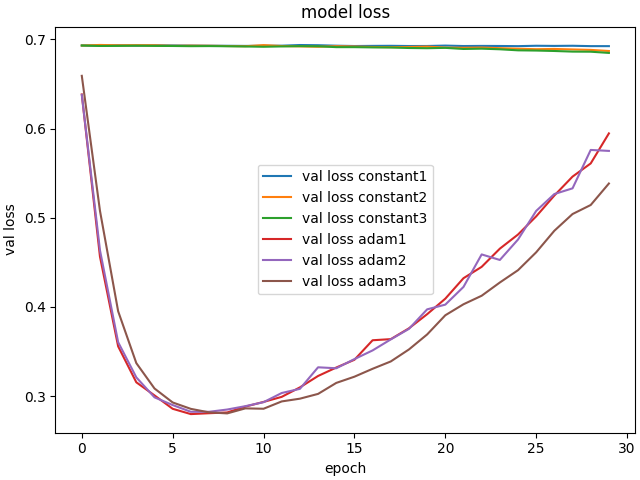 model loss
val loss
0.7
0.6
0.5
0.4
0.3
val loss constant1
val loss constant2
val loss constant3
val loss adam1
val loss adam2
val loss adam3
0 5 10 15 20 25 30
epoch